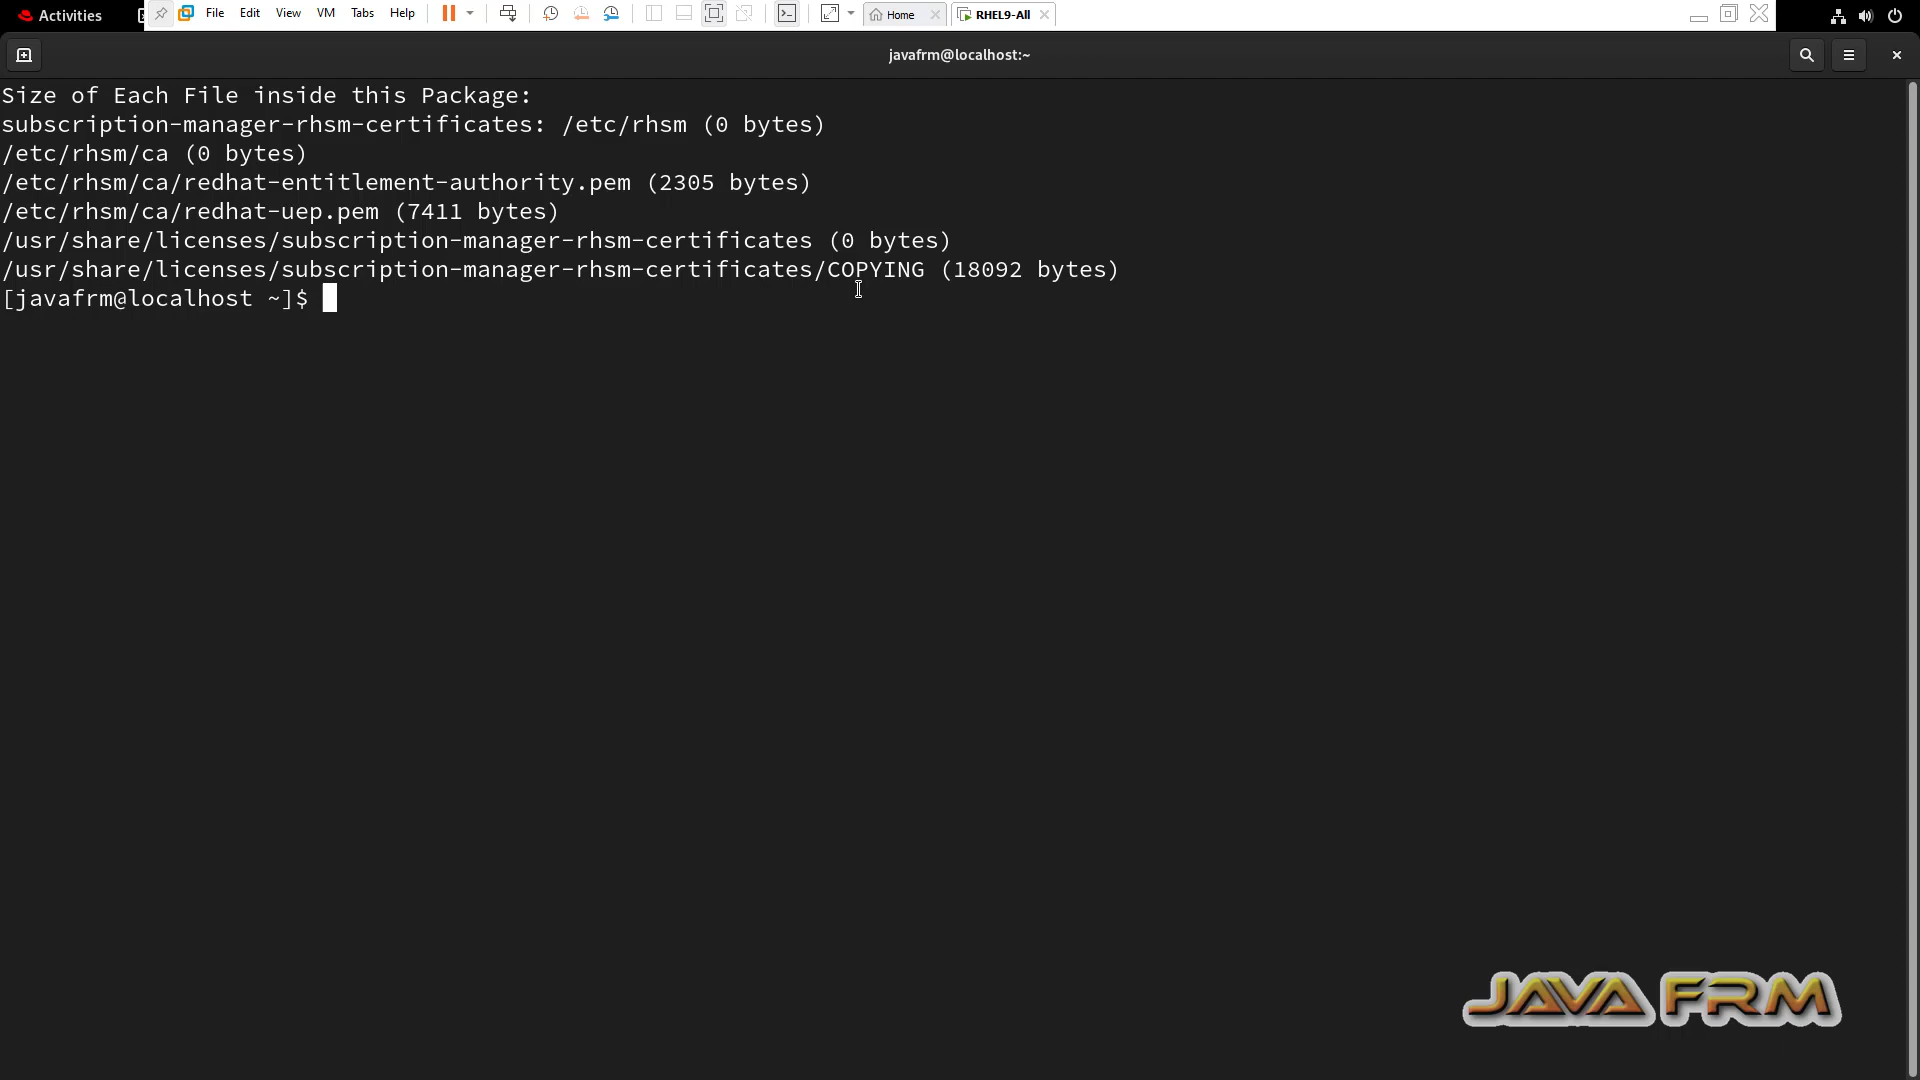 Activities
File Edit View VM Tabs Help
Home
RHEL9-All
javafrm@localhost:~
Size of Each File inside this Package:
subscription-manager-rhsm-certificates: /etc/rhsm (0 bytes)
/etc/rhsm/ca (0 bytes)
/etc/rhsm/ca/redhat-entitlement-authority.pem (2305 bytes)
/etc/rhsm/ca/redhat-uep.pem (7411 bytes)
/usr/share/licenses/subscription-manager-rhsm-certificates (0 bytes)
/usr/share/licenses/subscription-manager-rhsm-certificates/COPYING (18092 bytes)
[javafrm@localhost ~]$
JAVA FRM